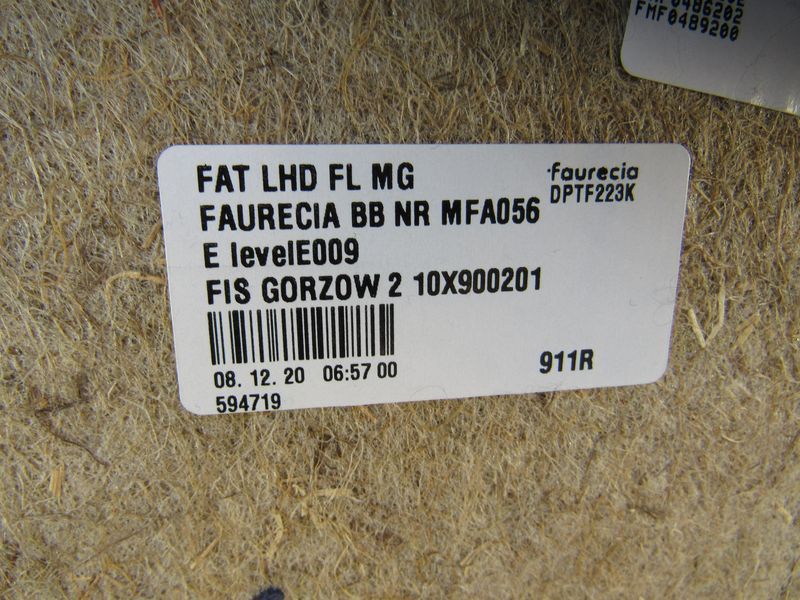 0486202
FMF0489200
FAT LHD FL MG
faurecia
DPTF223K
FAURECIA BB NR MFA056
E levelE009
FIS GORZOW 2 10X900201
08. 12. 20 06:57 00
911R
594719